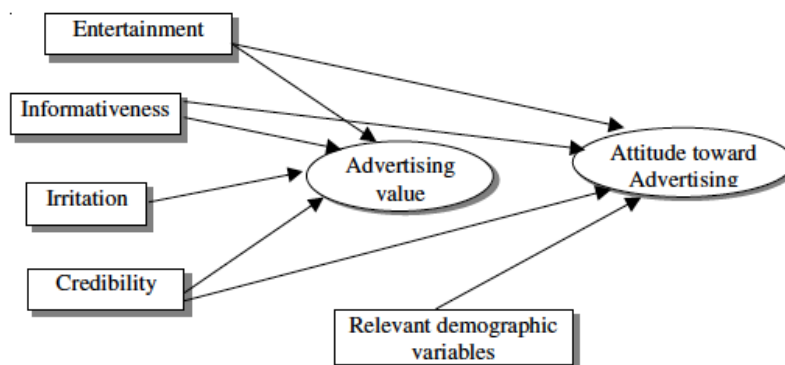 Entertainment
Informativeness
Irritation
Credibility
Advertising
value
Attitude toward
Advertising
Relevant demographic
variables